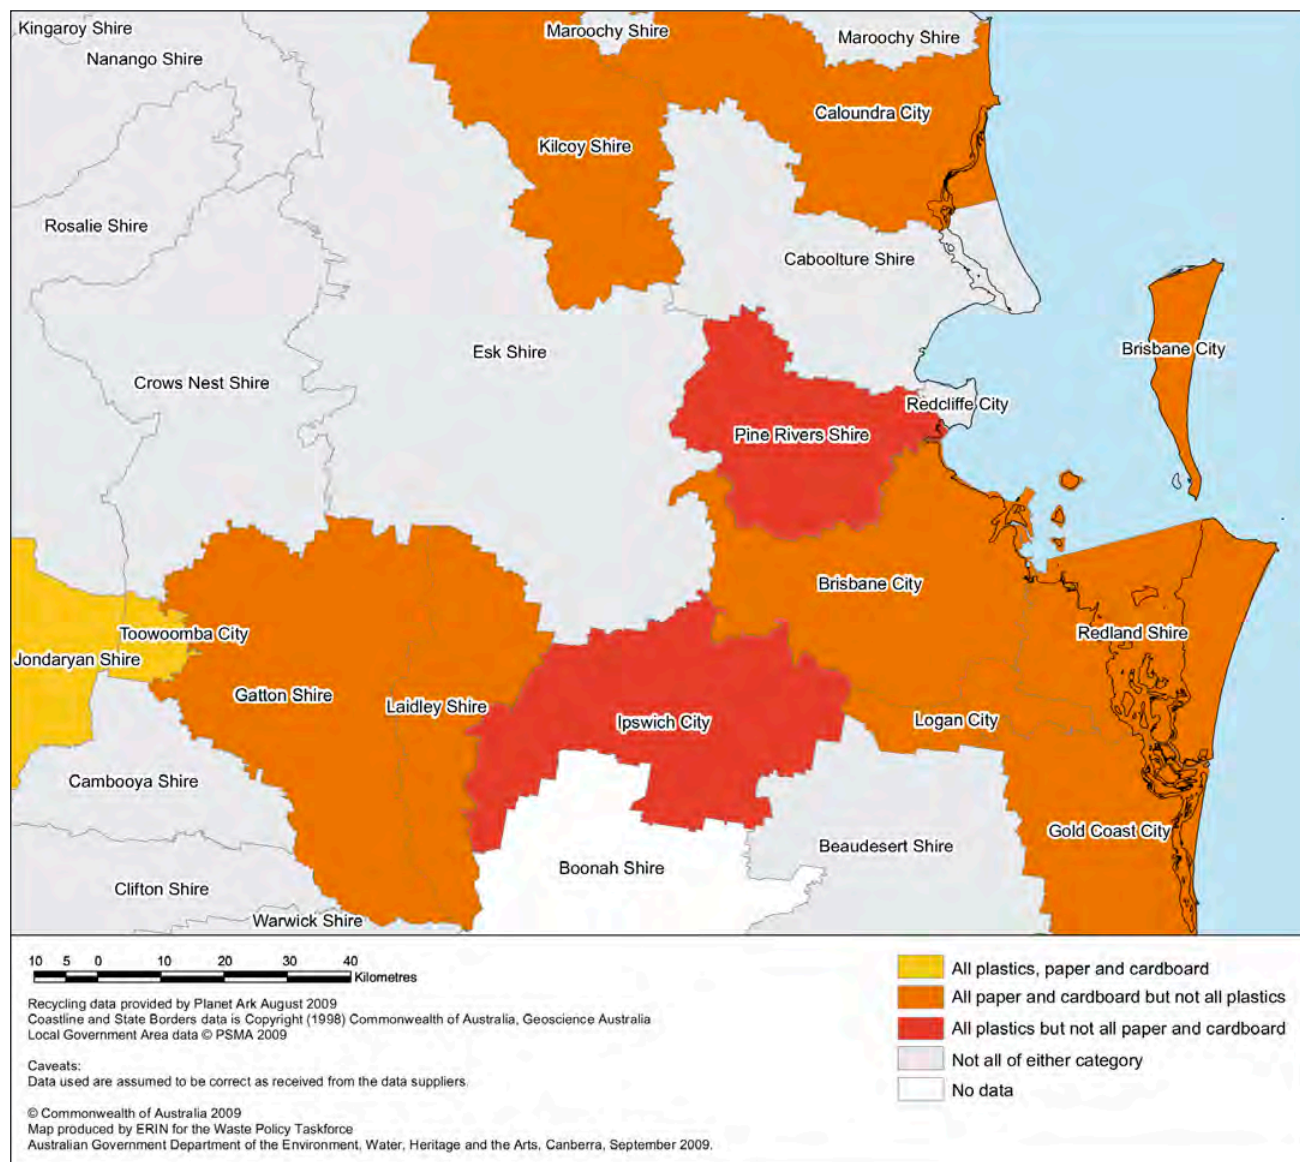 Kingaroy Shire
Maroochy Shire
Maroochy Shire
Nanango Shire
Caloundra City
Kilcoy Shire
Rosalie Shire
Caboolture Shire
Esk Shire
Brisbane City
Crows Nest Shire
Redcliffe City
Pine Rivers Shire
Brisbane City
Toowoomba City
Redland Shire
Jondaryan Shire
Gatton Shire
Laidley Shire
Ipswich City
Logan City
Cambooya Shire
Gold Coast City
Beaudesert Shire
Boonah Shire
Clifton Shire
Warwick Shire
10 5 0 10 20 30 40
Kilometres
Recycling data provided by Planet Ark August 2009
Coastline and State Borders data is Copyright (1998) Commonwealth of Australia, Geoscience Australia
Local Government Area data © PSMA 2009
Caveats:
Data used are assumed to be correct as received from the data suppliers.
© Commonwealth of Australia 2009
Map produced by ERIN for the Waste Policy Taskforce
Australian Government Department of the Environment, Water, Heritage and the Arts, Canberra, September 2009.
All plastics, paper and cardboard
All paper and cardboard but not all plastics
All plastics but not all paper and cardboard
Not all of either category
No data